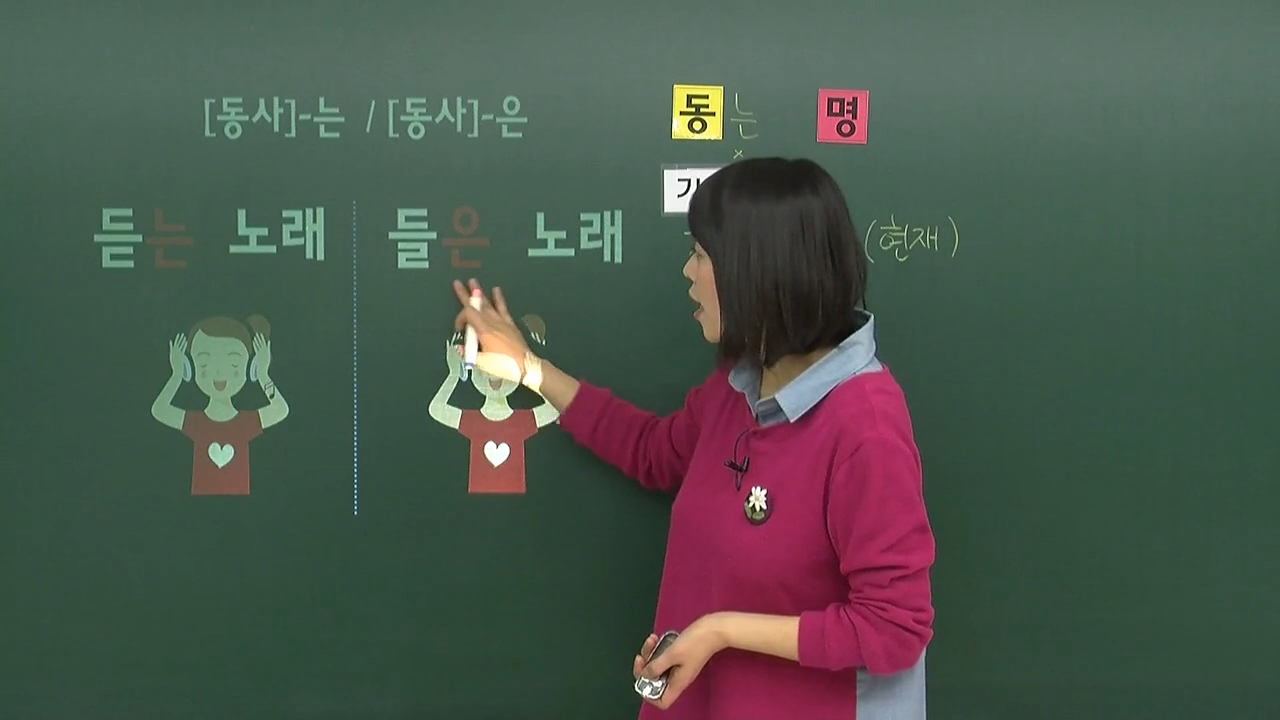 [동사]-는 / [동사]-은
듣는 노래
들은 노래
동 는
명
×
(현재)